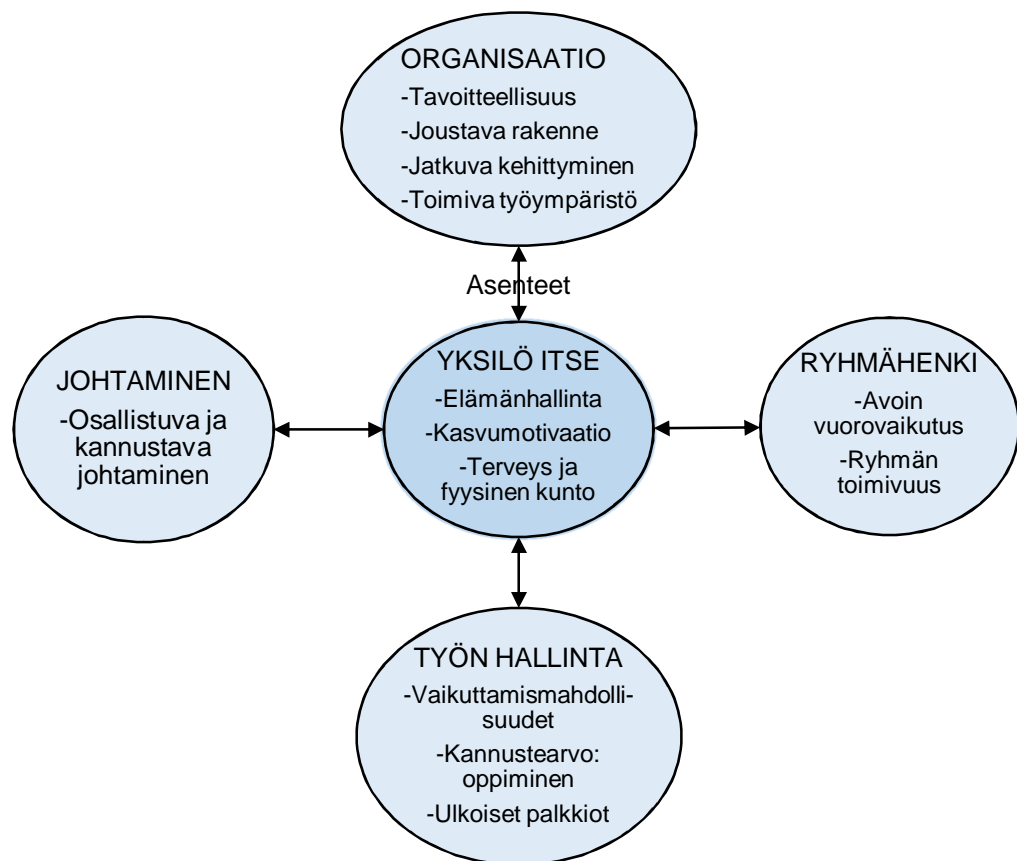 ORGANISAATIO
-Tavoitteellisuus
-Joustava rakenne
-Jatkuva kehittyminen
-Toimiva työympäristö
Asenteet
JOHTAMINEN
-Osallistuva ja
kannustava
johtaminen
YKSILÖ ITSE
-Elämänhallinta
-Kasvumotivaatio
-Terveys ja
fyysinen kunto
RYHMÄHENKI
-Avoin
vuorovaikutus
-Ryhmän
toimivuus
TYÖN HALLINTA
-Vaikuttamismahdolli-
suudet
-Kannustearvo:
oppiminen
-Ulkoiset palkkiot